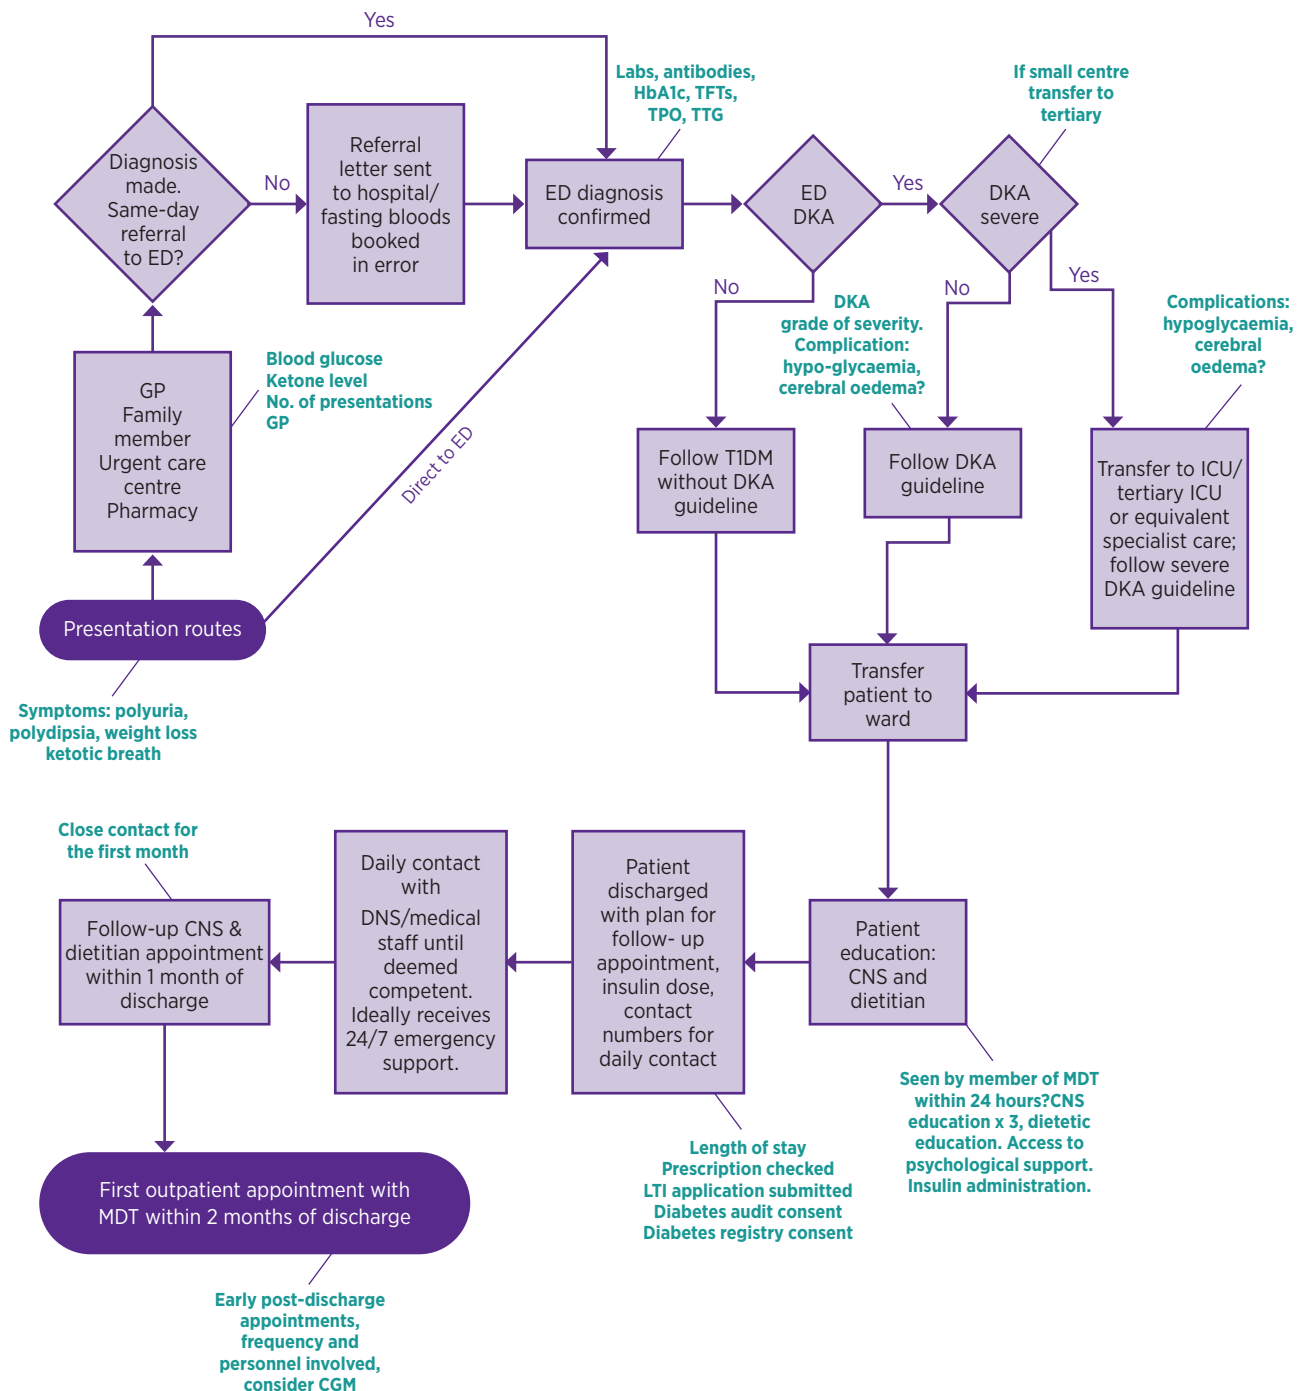 Yes
Labs, antibodies,
HbA1c, TFTs,
TPO, TTG
If small centre
transfer to
tertiary
Diagnosis
made.
Same-day
referral
to ED?
No
Referral
letter sent
to hospital/
fasting bloods
booked
in error
ED diagnosis
confirmed
ED
DKA
Yes
DKA
severe
No
No
Yes
DKA
grade of severity.
Complication:
hypo-glycaemia,
cerebral oedema?
Complications:
hypoglycaemia,
cerebral
oedema?
GP
Family
member
Urgent care
centre
Pharmacy
Blood glucose
Ketone level
No. of presentations
GP
Direct to ED
Follow T1DM
without DKA
guideline
Follow DKA
guideline
Transfer to ICU/
tertiary ICU
or equivalent
specialist care;
follow severe
DKA guideline
Presentation routes
Symptoms: polyuria,
polydipsia, weight loss
ketotic breath
Transfer
patient to
ward
Close contact for
the first month
Follow-up CNS &
dietitian appointment
within 1 month of
discharge
Daily contact
with
DNS/medical
staff until
deemed
competent.
Ideally receives
24/7 emergency
support.
Patient
discharged
with plan for
follow- up
appointment,
insulin dose,
contact
numbers for
daily contact
Patient
education:
CNS and
dietitian
Seen by member of MDT
within 24 hours?CNS
education x 3, dietetic
education. Access to
psychological support.
Insulin administration.
Length of stay
Prescription checked
LTI application submitted
Diabetes audit consent
Diabetes registry consent
First outpatient appointment with
MDT within 2 months of discharge
Early post-discharge
appointments,
frequency and
personnel involved,
consider CGM